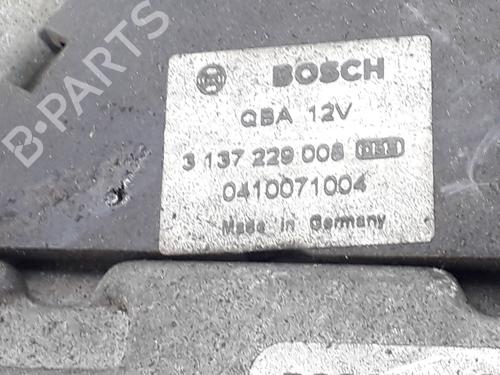 B-PARTS
BOSCH
QBA 12V
3 137 229 008
0410071004
Made in Germany